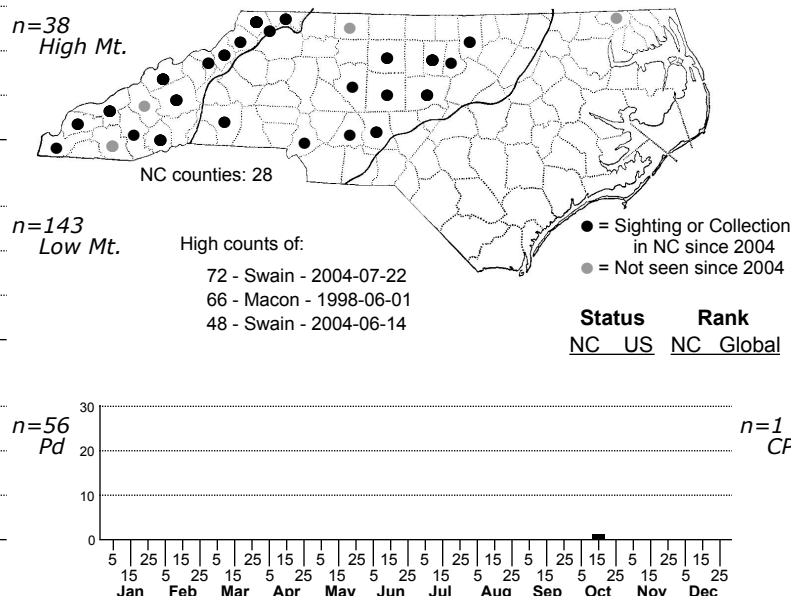 n=38
High Mt.
NC counties: 28
n=143
Low Mt.
High counts of:
72 - Swain - 2004-07-22
66 - Macon - 1998-06-01
48 - Swain - 2004-06-14
= Sighting or Collection
in NC since 2004
= Not seen since 2004
Status Rank
NC US NC Global
n=56
Pd
30
20
10
0
n=1
CP
5 25 15 5 25 15 5 25 15 5 25 15 5 25 15 5 25 15
15 5 25 15 5 25 15 5 25 15 5 25 15 5 25 15 5 25
Jan Feb Mar Apr May Jun Jul Aug Sep Oct Nov Dec